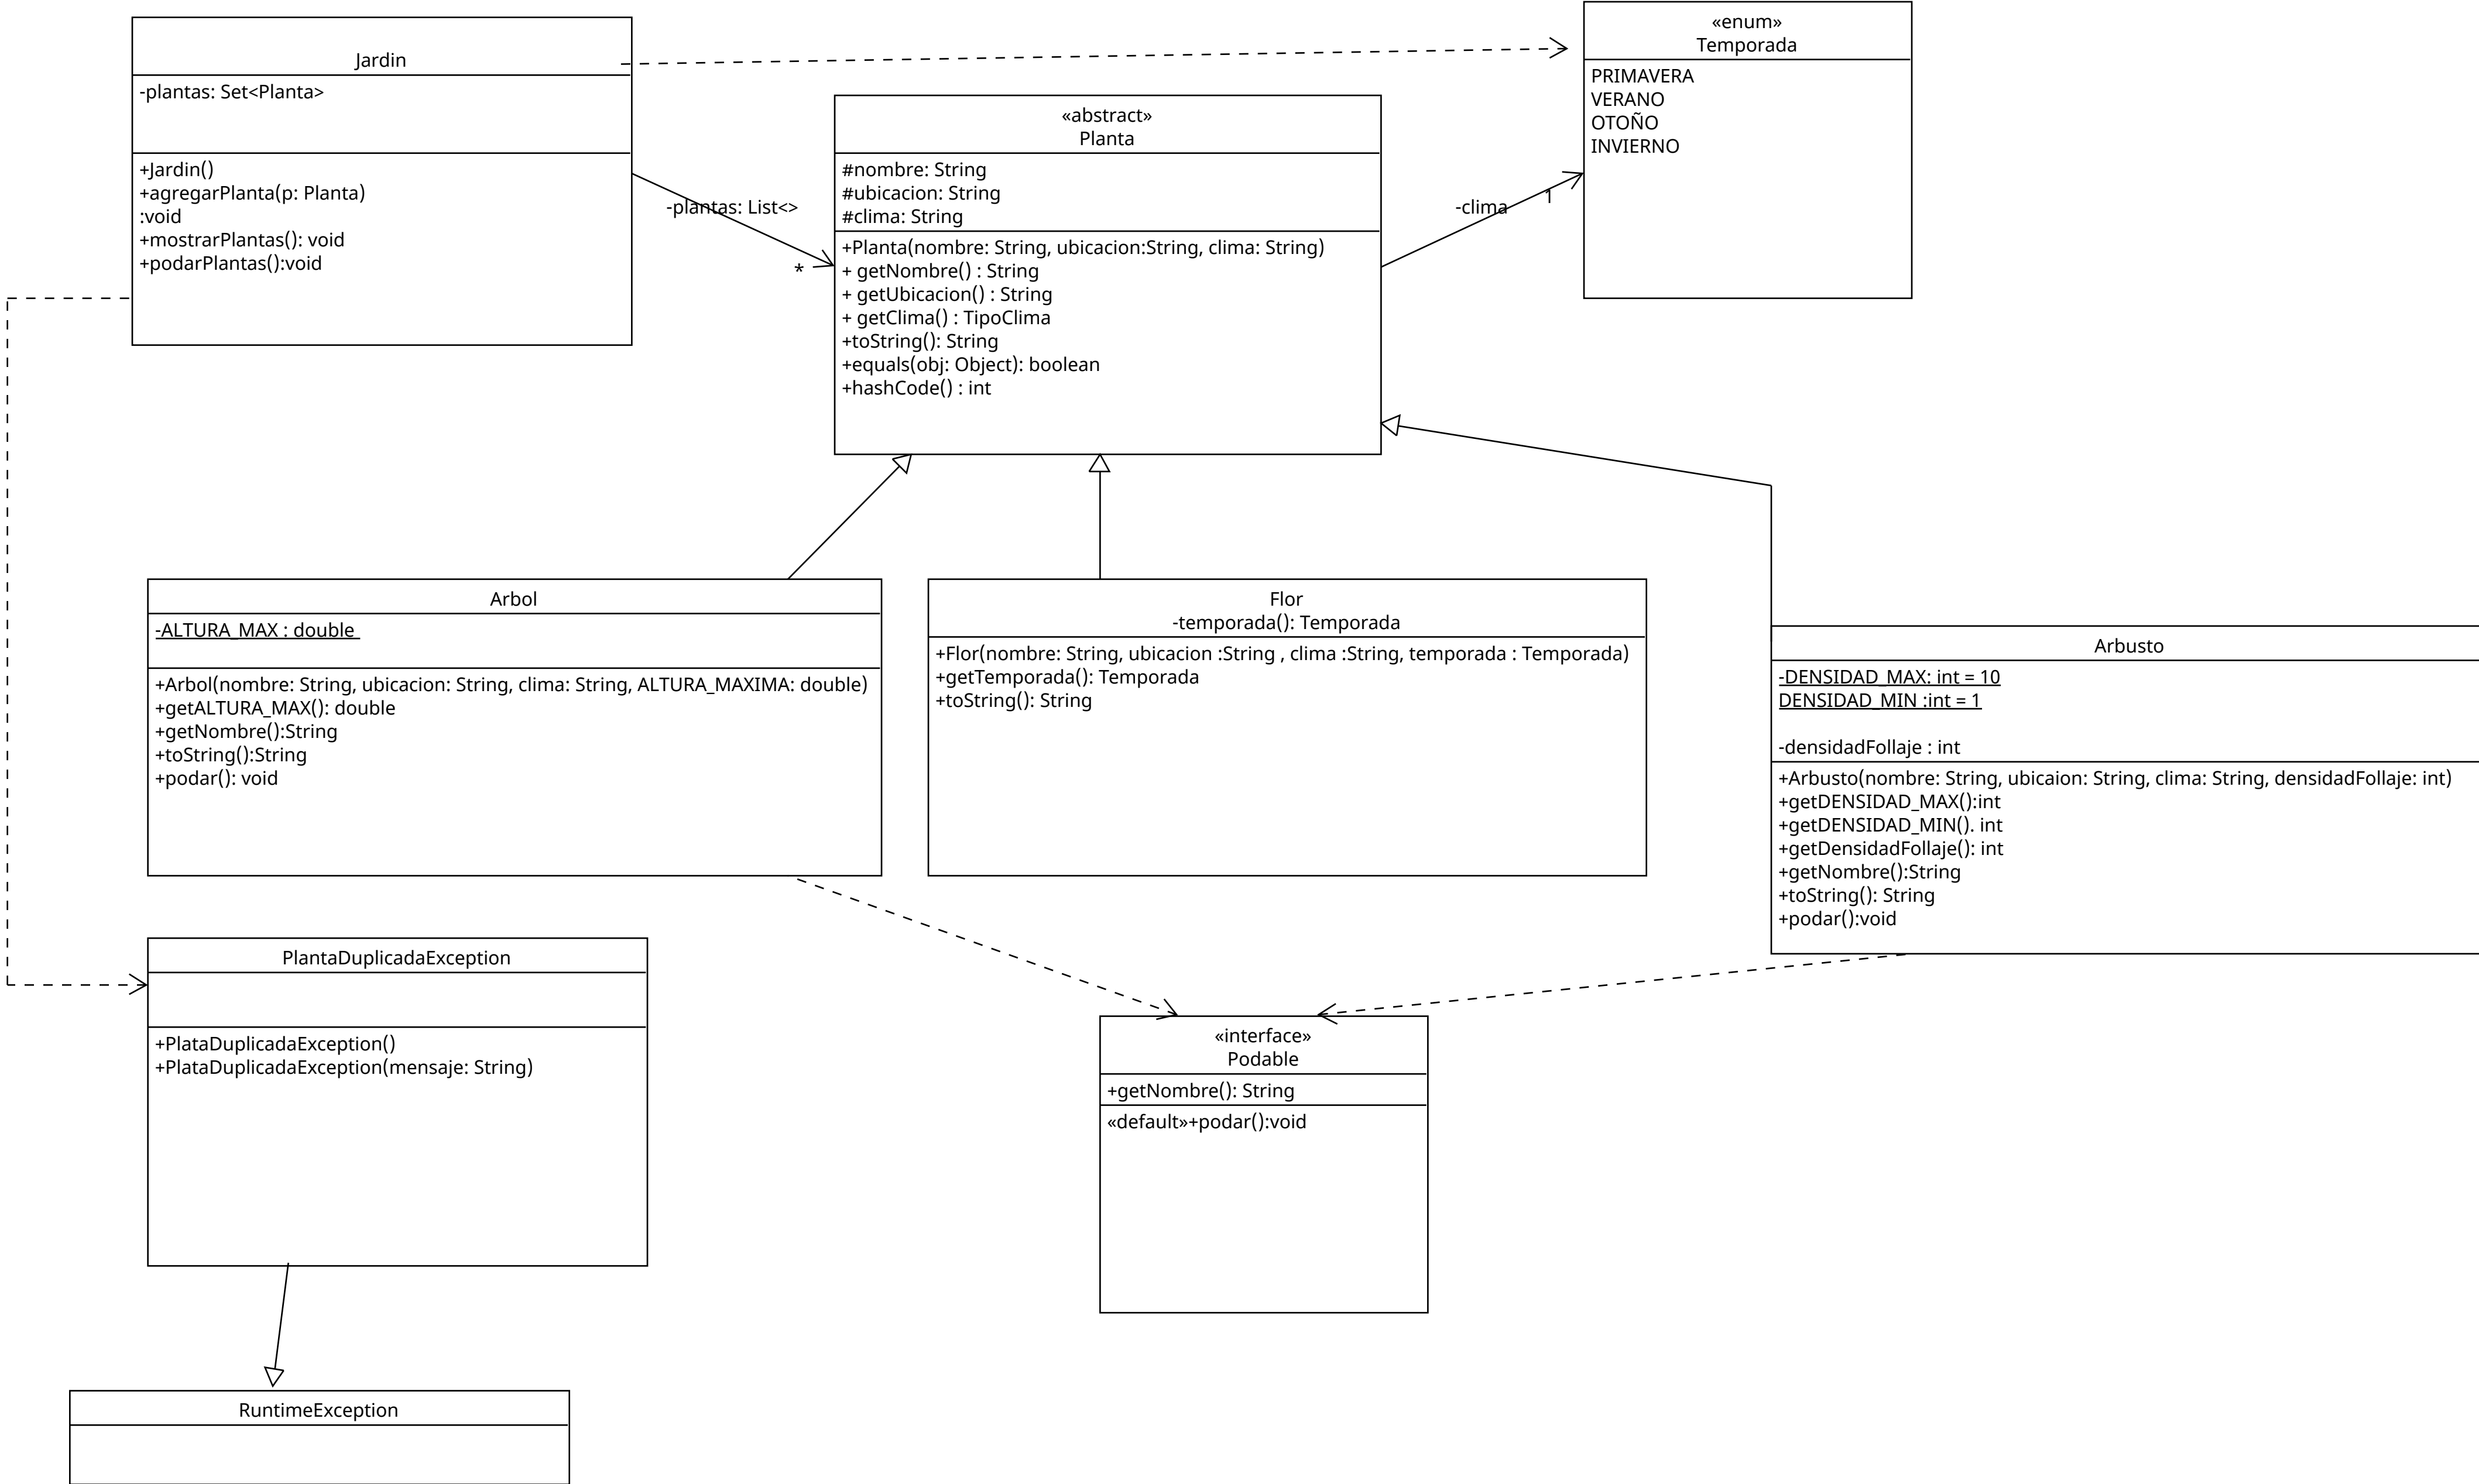 Jardin
-plantas: Set<Planta>
+Jardin()
+agregarPlanta(p: Planta)
:void
+mostrarPlantas(): void
+podarPlantas():void
-plantas: List<>
*
«abstract»
Planta
#nombre: String
#ubicacion: String
#clima: String
+Planta(nombre: String, ubicacion:String, clima: String)
+ getNombre() : String
+ getUbicacion() : String
+ getClima() : TipoClima
+toString(): String
+equals(obj: Object): boolean
+hashCode() : int
-clima
1
«enum»
Temporada
PRIMAVERA
VERANO
OTOÑO
INVIERNO
Arbol
-ALTURA_MAX : double
+Arbol(nombre: String, ubicacion: String, clima: String, ALTURA_MAXIMA: double)
+getALTURA_MAX(): double
+getNombre():String
+toString():String
+podar(): void
Flor
-temporada(): Temporada
+Flor(nombre: String, ubicacion :String , clima :String, temporada : Temporada)
+getTemporada(): Temporada
+toString(): String
Arbusto
-DENSIDAD_MAX: int = 10
DENSIDAD_MIN :int = 1
-densidadFollaje : int
+Arbusto(nombre: String, ubicaion: String, clima: String, densidadFollaje: int)
+getDENSIDAD_MAX():int
+getDENSIDAD_MIN(). int
+getDensidadFollaje(): int
+getNombre():String
+toString(): String
+podar():void
PlantaDuplicadaException
+PlataDuplicadaException()
+PlataDuplicadaException(mensaje: String)
«interface»
Podable
+getNombre(): String
«default»+podar():void
RuntimeException